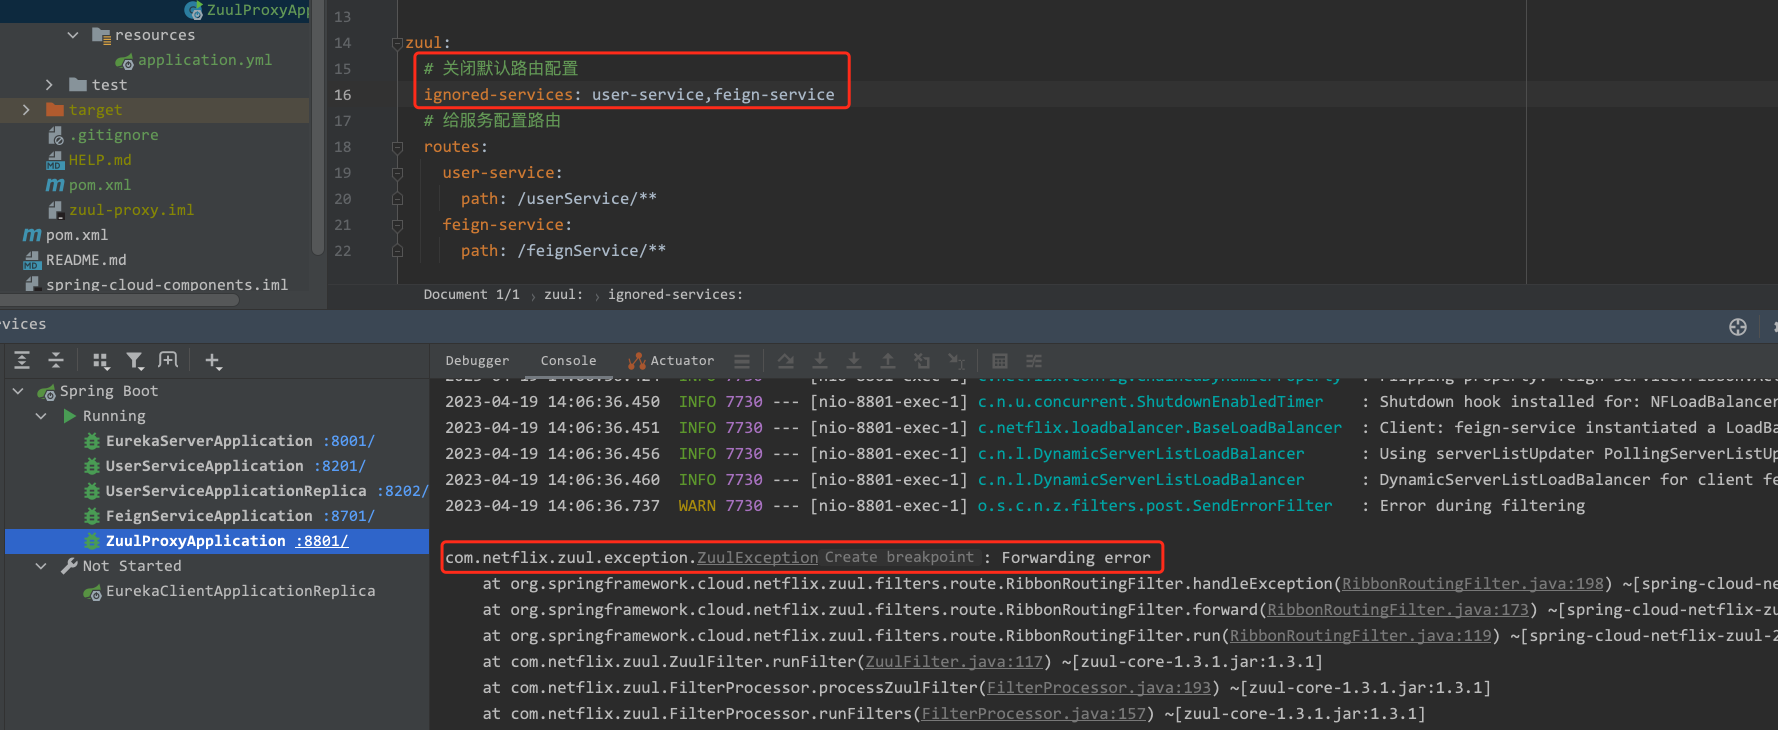 ZuulProxyApp
resources
application.yml
test
target
.gitignore
HELP.md
pom.xml
zuul-proxy.iml
pom.xml
README.md
spring-cloud-components.iml
13
14 zuul:
15 # 关闭默认路由配置
16 ignored-services: user-service,feign-service
17 # 给服务配置路由
18 routes:
19 user-service:
20 path: /userService/**
21 feign-service:
22 path: /feignService/**
Document 1/1 › zuul: › ignored-services:
vices
Spring Boot
Running
EurekaServerApplication :8001/
UserServiceApplication :8201/
UserServiceApplicationReplica :8202/
FeignServiceApplication :8701/
ZuulProxyApplication :8801/
Not Started
EurekaClientApplicationReplica
Debugger Console Actuator
2023-04-19 14:06:36.450 INFO 7730 --- [nio-8801-exec-1] c.n.u.concurrent.ShutdownEnabledTimer : Shutdown hook installed for: NFLoadBalancer
2023-04-19 14:06:36.451 INFO 7730 --- [nio-8801-exec-1] c.netflix.loadbalancer.BaseLoadBalancer : Client: feign-service instantiated a LoadBa
2023-04-19 14:06:36.456 INFO 7730 --- [nio-8801-exec-1] c.n.l.DynamicServerListLoadBalancer : Using serverListUpdater PollingServerListUp
2023-04-19 14:06:36.460 INFO 7730 --- [nio-8801-exec-1] c.n.l.DynamicServerListLoadBalancer : DynamicServerListLoadBalancer for client fe
2023-04-19 14:06:36.737 WARN 7730 --- [nio-8801-exec-1] o.s.c.n.z.filters.post.SendErrorFilter : Error during filtering
com.netflix.zuul.exception.ZuulException Create breakpoint : Forwarding error
at org.springframework.cloud.netflix.zuul.filters.route.RibbonRoutingFilter.handleException(RibbonRoutingFilter.java:198) ~[spring-cloud-ne
at org.springframework.cloud.netflix.zuul.filters.route.RibbonRoutingFilter.forward(RibbonRoutingFilter.java:173) ~[spring-cloud-netflix-zu
at org.springframework.cloud.netflix.zuul.filters.route.RibbonRoutingFilter.run(RibbonRoutingFilter.java:119) ~[spring-cloud-netflix-zuul-2
at com.netflix.zuul.ZuulFilter.runFilter(ZuulFilter.java:117) ~[zuul-core-1.3.1.jar:1.3.1]
at com.netflix.zuul.FilterProcessor.processZuulFilter(FilterProcessor.java:193) ~[zuul-core-1.3.1.jar:1.3.1]
at com.netflix.zuul.FilterProcessor.runFilters(FilterProcessor.java:157) ~[zuul-core-1.3.1.jar:1.3.1]